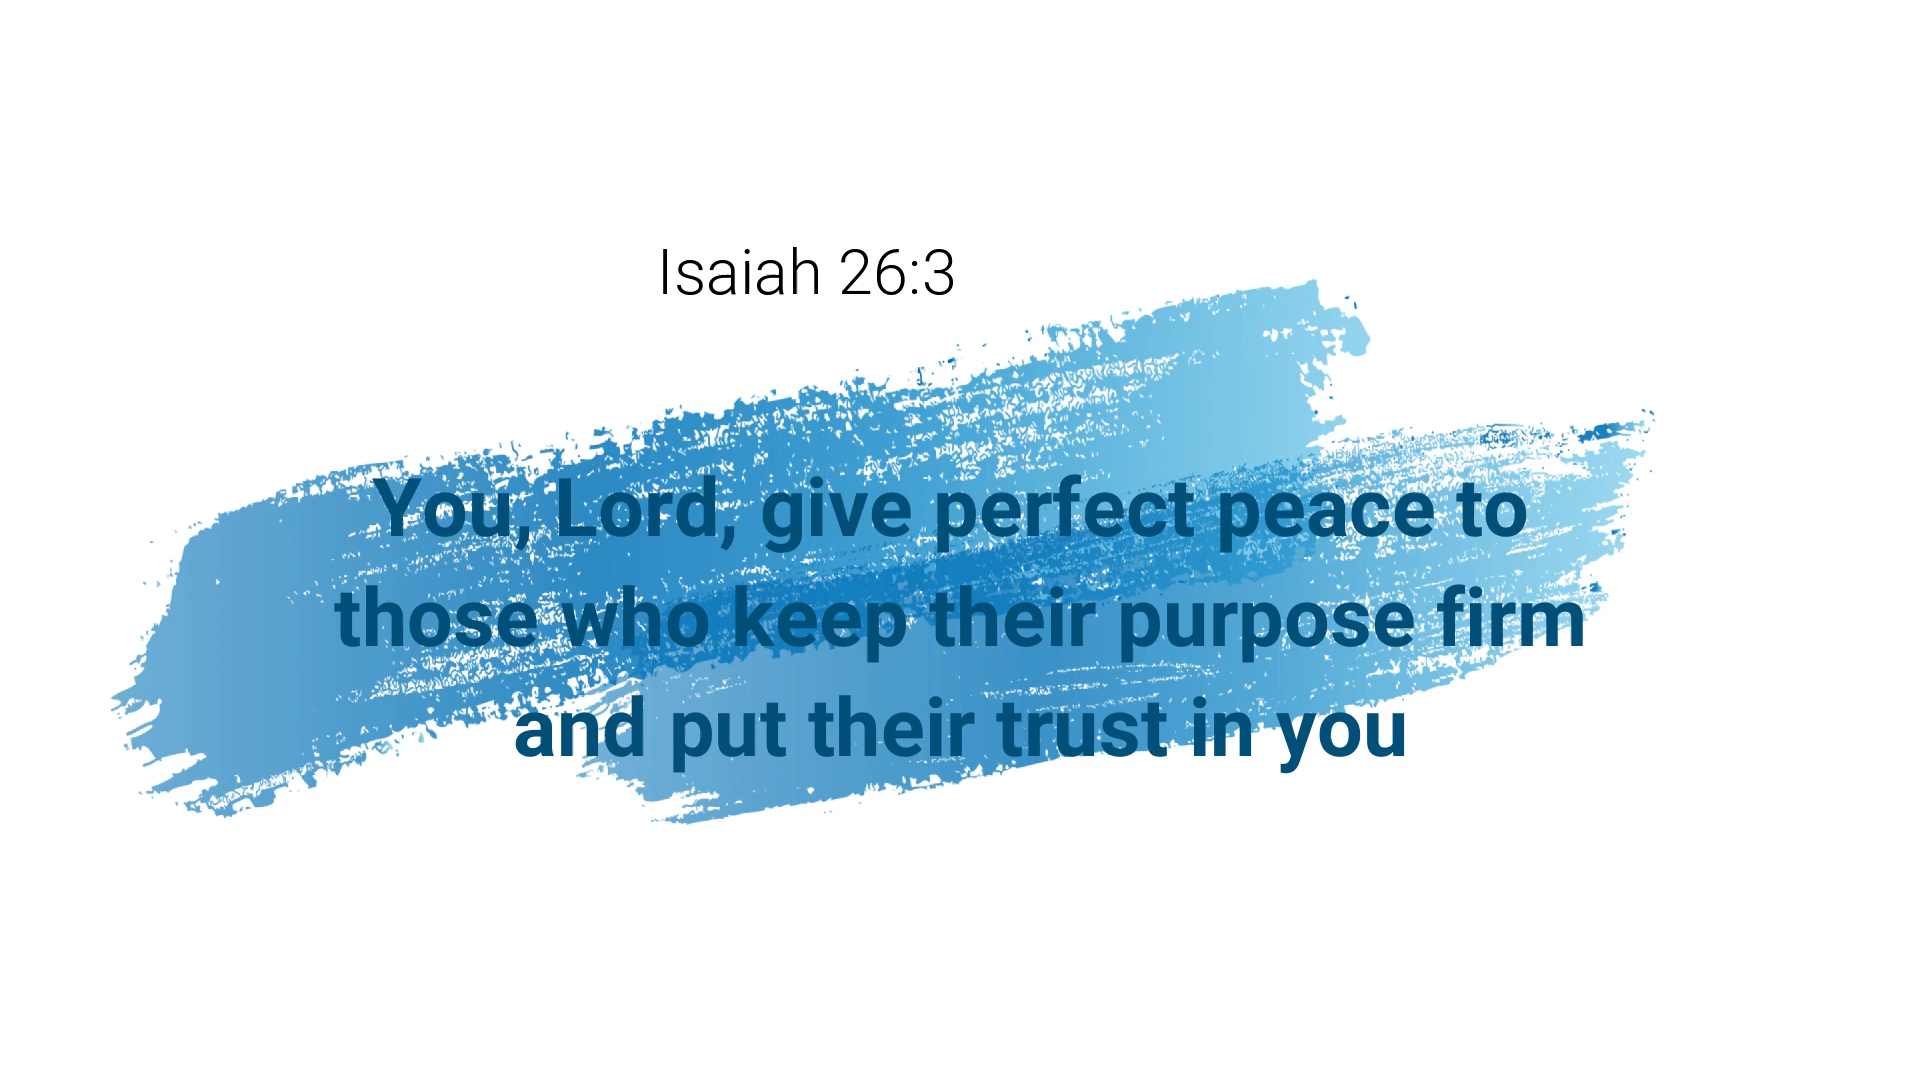 Isaiah 26:3
You, Lord, give perfect peace to
those who keep their purpose firm
and put their trust in you